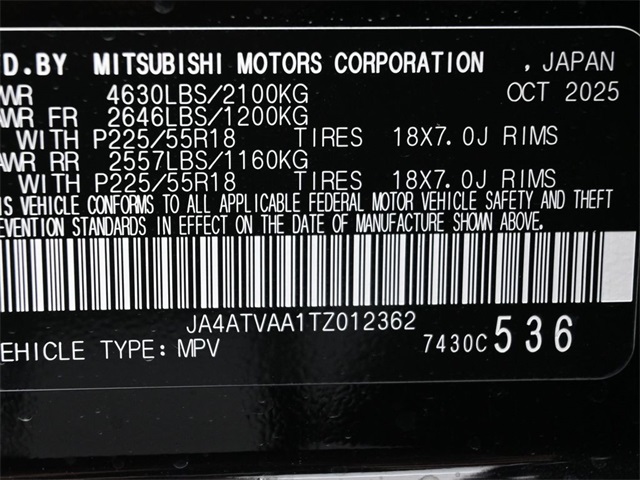 D.BY MITSUBISHI MOTORS CORPORATION , JAPAN
WR 4630LBS/2100KG OCT 2025
AWR FR 2646LBS/1200KG
WITH P225/55R18 TIRES 18X7.0J RIMS
AWR RR 2557LBS/1160KG
WITH P225/55R18 TIRES 18X7.0J RIMS
IS VEHICLE CONFORMS TO ALL APPLICABLE FEDERAL MOTOR VEHICLE SAFETY AND THEFT
EVENTION STANDARDS IN EFFECT ON THE DATE OF MANUFACTURE SHOWN ABOVE.
JA4ATVAA1TZ012362
EHICLE TYPE:MPV 7430C 536